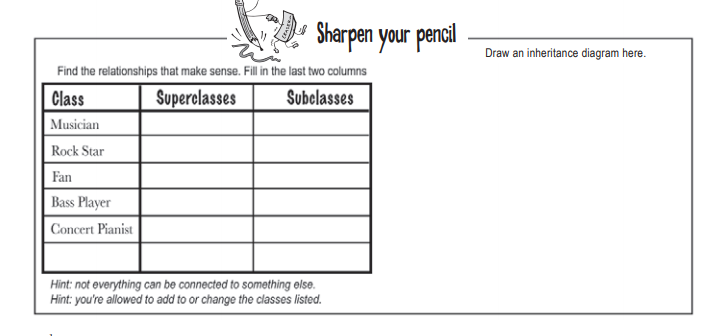 Sharpen your pencil
Draw an inheritance diagram here.
Find the relationships that make sense. Fill in the last two columns
Class Superclasses Subclasses
Musician
Rock Star
Fan
Bass Player
Concert Pianist
Hint: not everything can be connected to something else.
Hint: you're allowed to add to or change the classes listed.